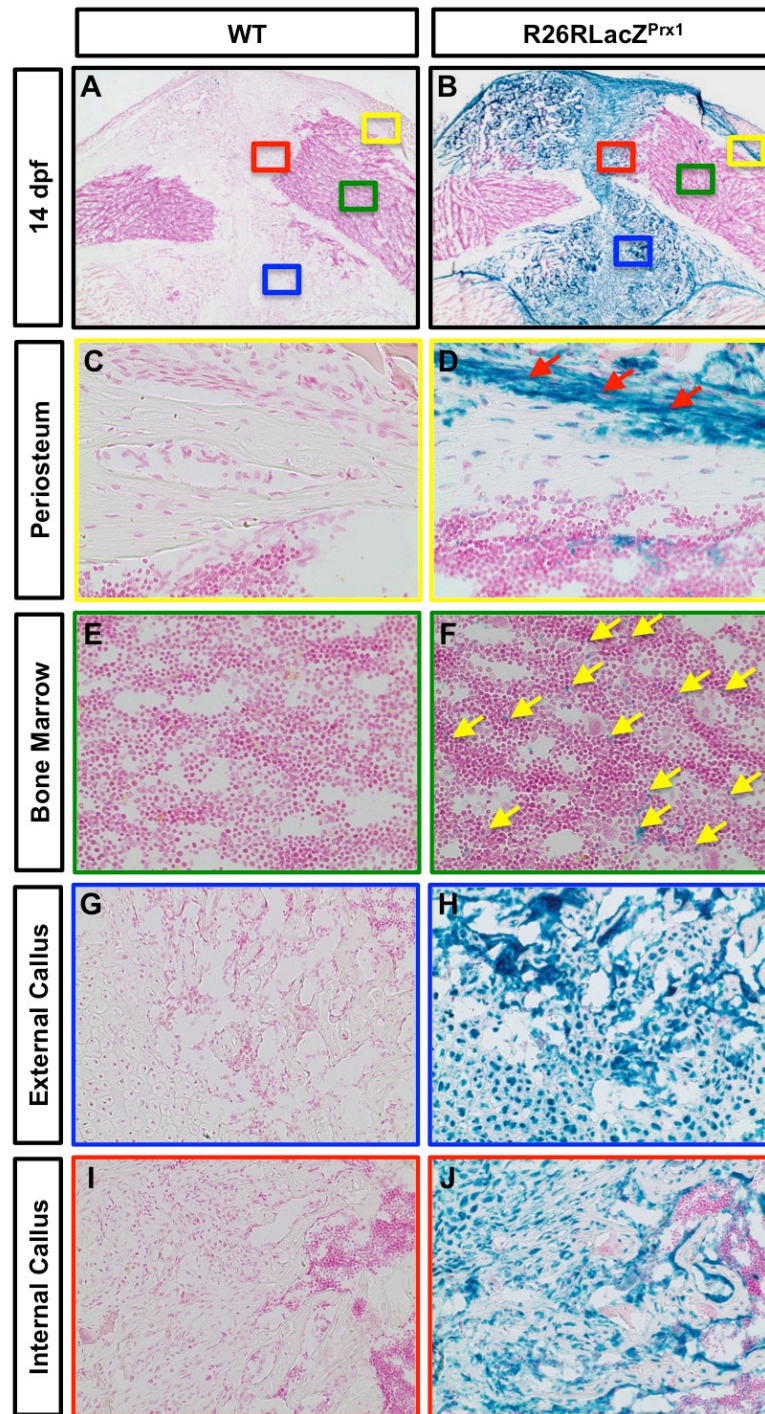 WT
R26RLacZPrx1
14 dpf
A
B
Periosteum
C
D
Bone Marrow
E
F
External Callus
G
H
Internal Callus
I
J